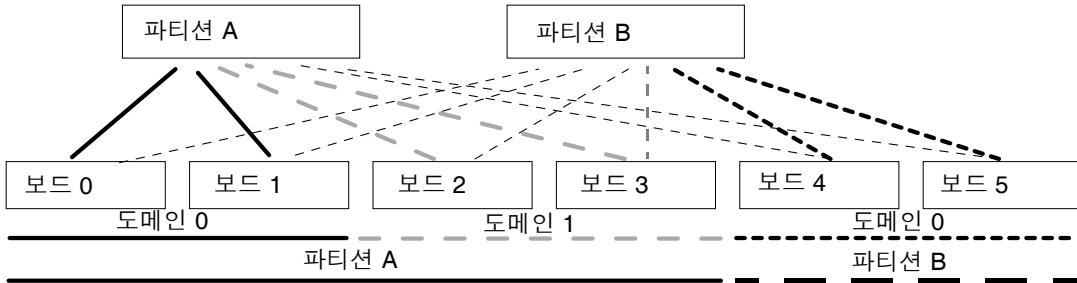 파티션 A 파티션 B
보드 0 보드 1 보드 2 보드 3 보드 4 보드 5
도메인 0 도메인 1 도메인 0
파티션 A 파티션 B